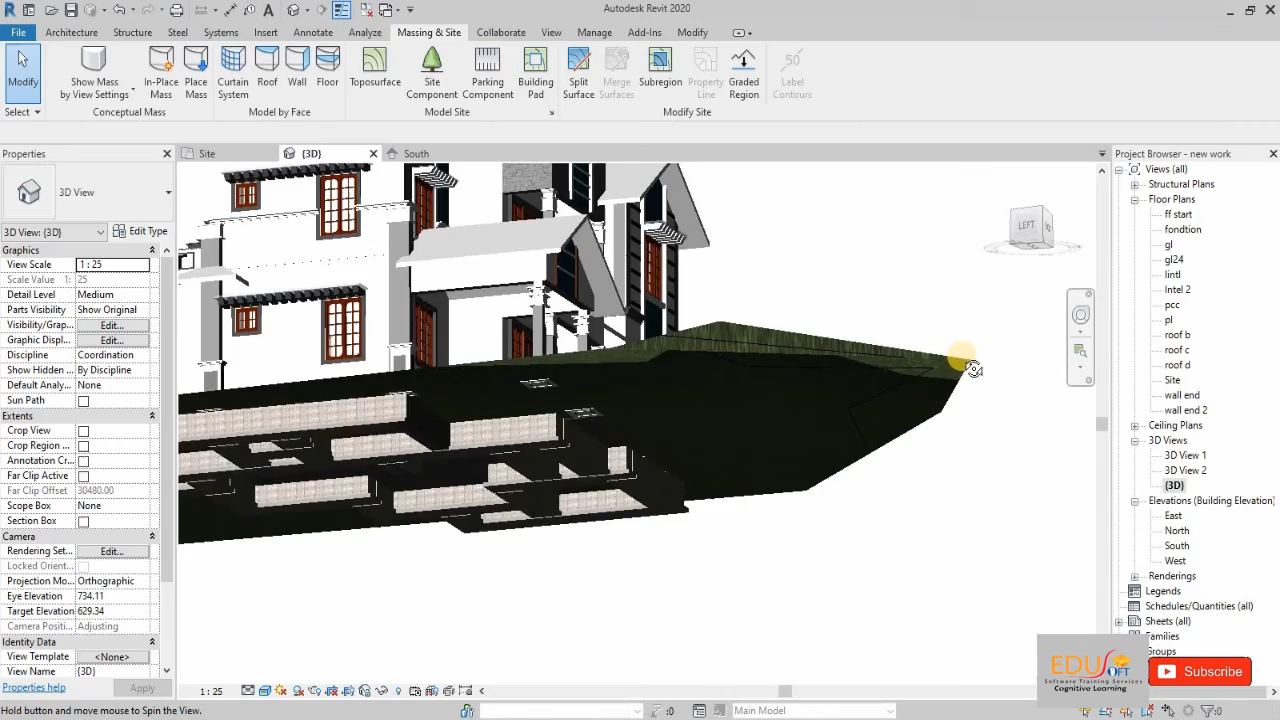 Autodesk Revit 2020
File Architecture Structure Steel Systems Insert Annotate Analyze Massing & Site Collaborate View Manage Add-Ins Modify
Modify
Show Mass
by View Settings
In-Place
Mass
Place
Mass
Curtain
System
Roof
Wall
Floor
Toposurface
Site
Component
Parking
Component
Building
Pad
Split
Surface
Merge
Surfaces
Subregion
Property
Line
Graded
Region
50
Label
Contours
Select
Conceptual Mass
Model by Face
Model Site
Modify Site
Properties
Site
{3D}
South
Project Browser - new work
3D View
3D View: {3D}
Edit Type
Graphics
View Scale 1 : 25
Scale Value 1: 25
Detail Level Medium
Parts Visibility Show Original
Visibility/Grap... Edit...
Graphic Displ... Edit...
Discipline Coordination
Show Hidden ... By Discipline
Default Analy... None
Sun Path
Extents
Crop View
Crop Region ...
Annotation Cr...
Far Clip Active
Far Clip Offset 30480.00
Scope Box None
Section Box
Camera
Rendering Set... Edit...
Locked Orient...
Projection Mo... Orthographic
Eye Elevation 734.11
Target Elevation 629.34
Camera Positi... Adjusting
Identity Data
View Template <None>
View Name {3D}
Properties help
Apply
LEFT
Views (all)
Structural Plans
Floor Plans
ff start
fondtion
gl
gl24
lintl
Intel 2
pcc
pl
roof b
roof c
roof d
Site
wall end
wall end 2
Ceiling Plans
3D Views
3D View 1
3D View 2
{3D}
Elevations (Building Elevation)
East
North
South
West
Renderings
Legends
Schedules/Quantities (all)
Sheets (all)
Families
Groups
EDUSOFT
Software Training Services
Cognitive Learning
Subscribe
1 : 25
Hold button and move mouse to Spin the View.
:0
Main Model
:0